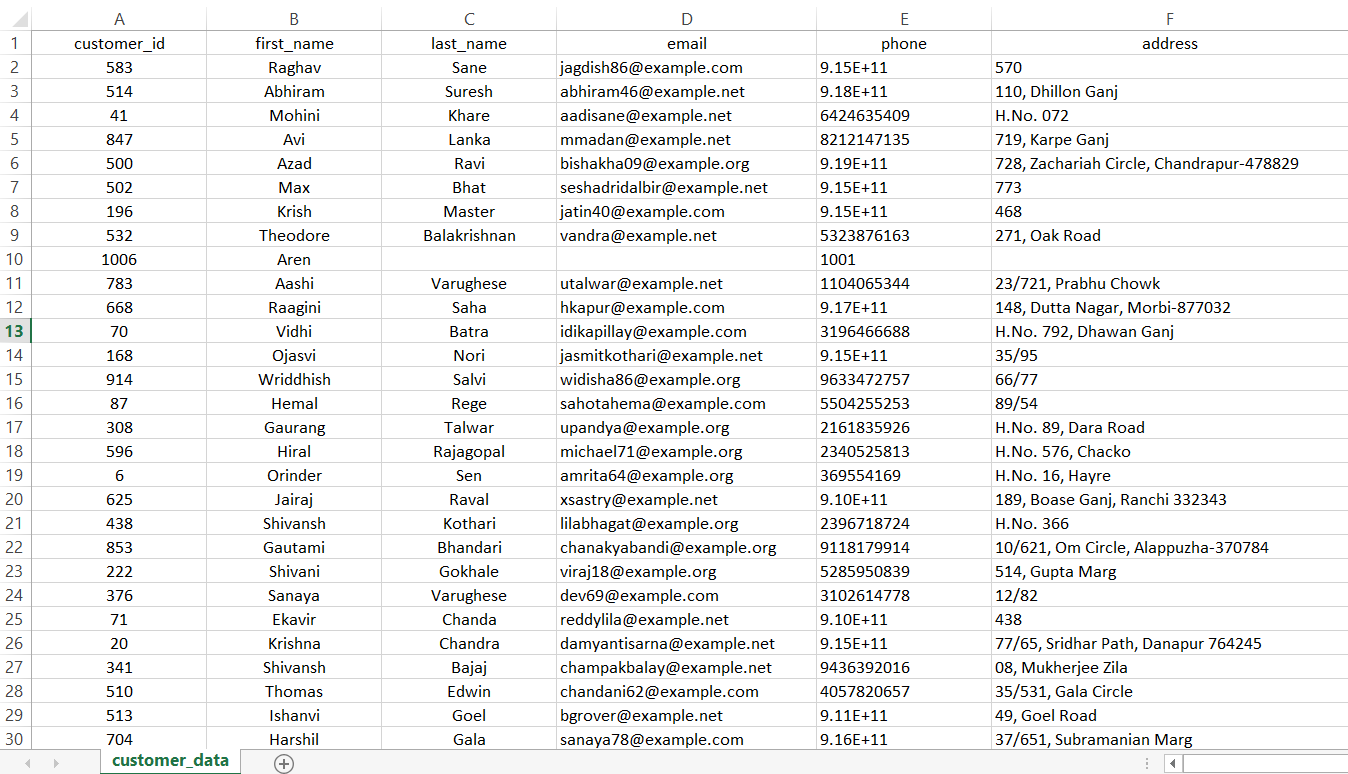 A B C D E F
1 customer_id first_name last_name email phone address
2 583 Raghav Sane jagdish86@example.com 9.15E+11 570
3 514 Abhiram Suresh abhiram46@example.net 9.18E+11 110, Dhillon Ganj
4 41 Mohini Khare aadisane@example.net 6424635409 H.No. 072
5 847 Avi Lanka mmadan@example.net 8212147135 719, Karpe Ganj
6 500 Azad Ravi bishakha09@example.org 9.19E+11 728, Zachariah Circle, Chandrapur-478829
7 502 Max Bhat seshadridalbir@example.net 9.15E+11 773
8 196 Krish Master jatin40@example.com 9.15E+11 468
9 532 Theodore Balakrishnan vandra@example.net 5323876163 271, Oak Road
10 1006 Aren 1001
11 783 Aashi Varughese utalwar@example.net 1104065344 23/721, Prabhu Chowk
12 668 Raagini Saha hkapur@example.com 9.17E+11 148, Dutta Nagar, Morbi-877032
13 70 Vidhi Batra idikapillay@example.com 3196466688 H.No. 792, Dhawan Ganj
14 168 Ojasvi Nori jasmitkothari@example.net 9.15E+11 35/95
15 914 Wriddhish Salvi widisha86@example.org 9633472757 66/77
16 87 Hemal Rege sahotahema@example.com 5504255253 89/54
17 308 Gaurang Talwar upandya@example.org 2161835926 H.No. 89, Dara Road
18 596 Hiral Rajagopal michael71@example.org 2340525813 H.No. 576, Chacko
19 6 Orinder Sen amrita64@example.org 369554169 H.No. 16, Hayre
20 625 Jairaj Raval xsastry@example.net 9.10E+11 189, Boase Ganj, Ranchi 332343
21 438 Shivansh Kothari lilabhagat@example.org 2396718724 H.No. 366
22 853 Gautami Bhandari chanakyabandi@example.org 9118179914 10/621, Om Circle, Alappuzha-370784
23 222 Shivani Gokhale viraj18@example.org 5285950839 514, Gupta Marg
24 376 Sanaya Varughese dev69@example.com 3102614778 12/82
25 71 Ekavir Chanda reddylila@example.net 9.10E+11 438
26 20 Krishna Chandra damyantisarna@example.net 9.15E+11 77/65, Sridhar Path, Danapur 764245
27 341 Shivansh Bajaj champakbalay@example.net 9436392016 08, Mukherjee Zila
28 510 Thomas Edwin chandani62@example.com 4057820657 35/531, Gala Circle
29 513 Ishanvi Goel bgrover@example.net 9.11E+11 49, Goel Road
30 704 Harshil Gala sanaya78@example.com 9.16E+11 37/651, Subramanian Marg
customer_data